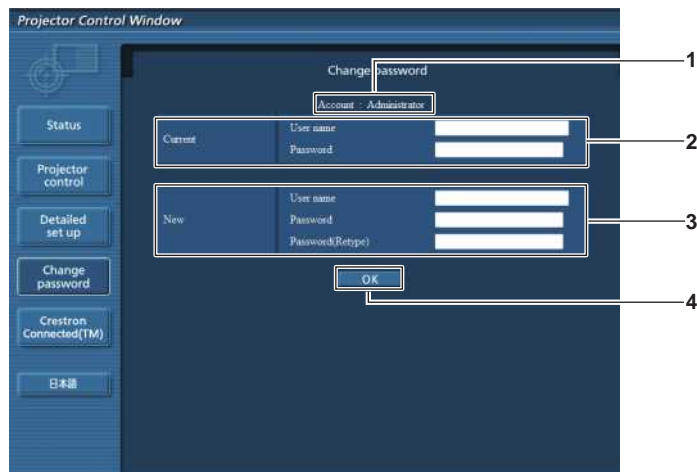 Projector Control Window
Change password
1
Account : Administrator
Status
Current
User name
Password
2
Projector
control
New
User name
Password
Password(Retype)
3
Detailed
set up
Change
password
OK
4
Crestron
Connected(TM)
日本語